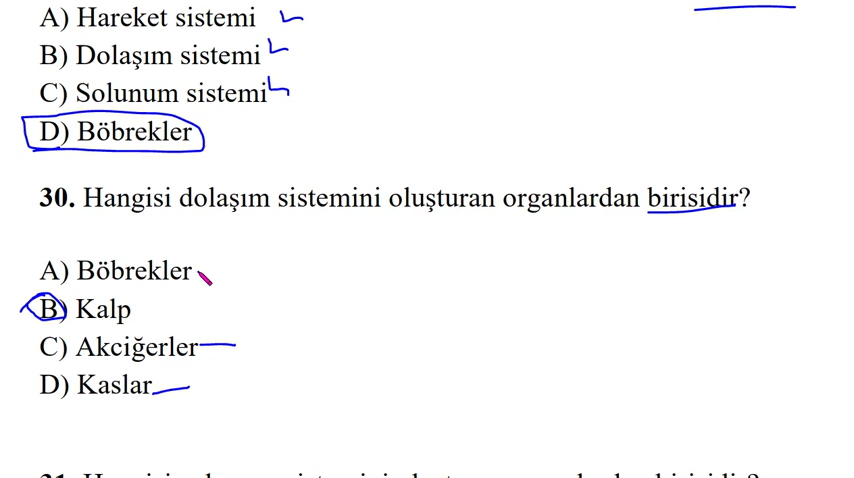 A) Hareket sistemi
B) Dolaşım sistemi
C) Solunum sistemi
D) Böbrekler
30. Hangisi dolaşım sistemini oluşturan organlardan birisidir?
A) Böbrekler
B) Kalp
C) Akciğerler
D) Kaslar